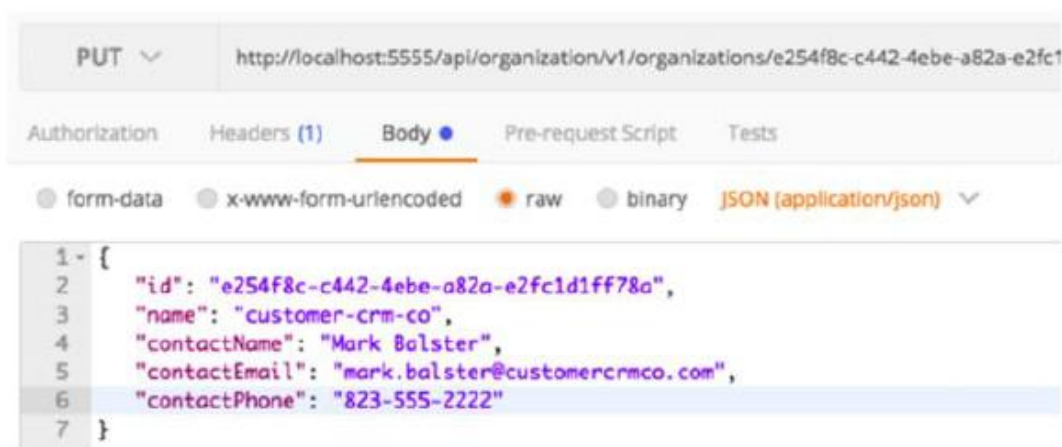 PUT http://localhost:5555/api/organization/v1/organizations/e254f8c-c442-4ebe-a82a-e2fc1
Authorization Headers (1) Body Pre-request Script Tests
form-data x-www-form-urlencoded raw binary JSON (application/json)
1 {
2 "id": "e254f8c-c442-4ebe-a82a-e2fc1d1ff78a",
3 "name": "customer-crm-co",
4 "contactName": "Mark Balster",
5 "contactEmail": "mark.balster@customercrmco.com",
6 "contactPhone": "823-555-2222"
7 }